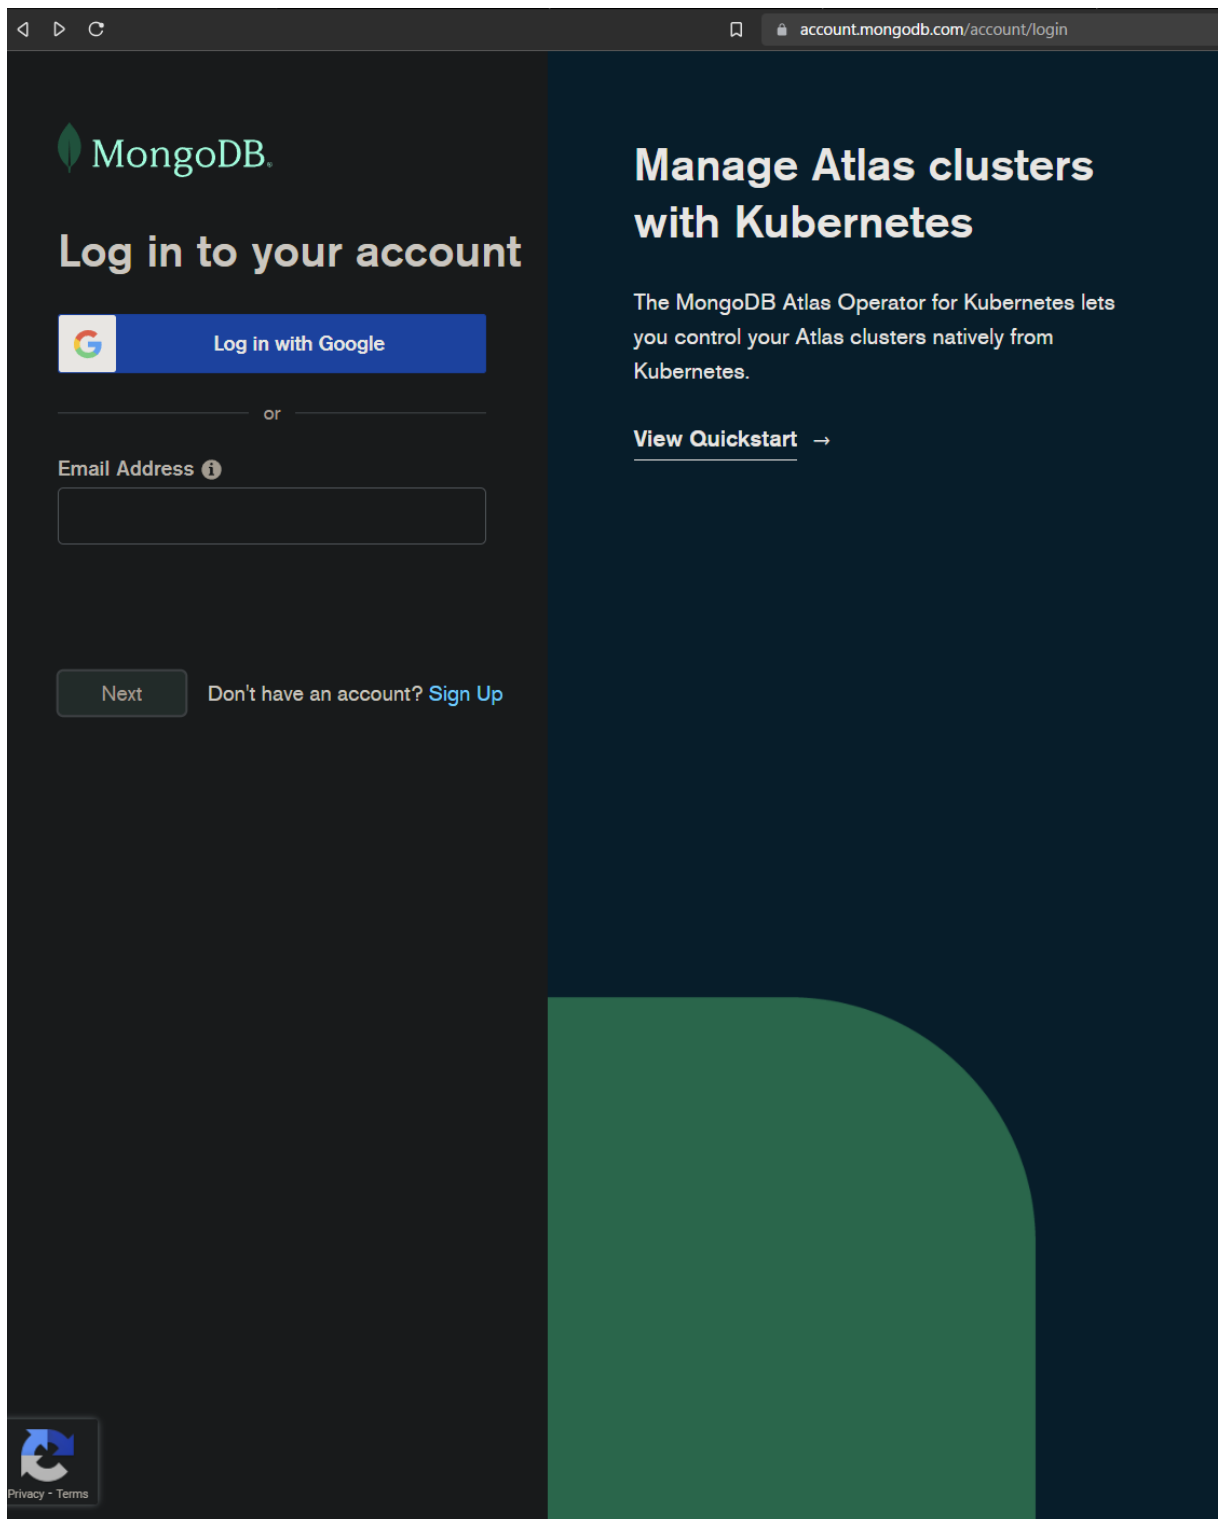 account.mongodb.com/account/login
MongoDB.
Log in to your account
Log in with Google
or
Email Address
Next
Don't have an account? Sign Up
Manage Atlas clusters
with Kubernetes
The MongoDB Atlas Operator for Kubernetes lets
you control your Atlas clusters natively from
Kubernetes.
View Quickstart →
Privacy - Terms